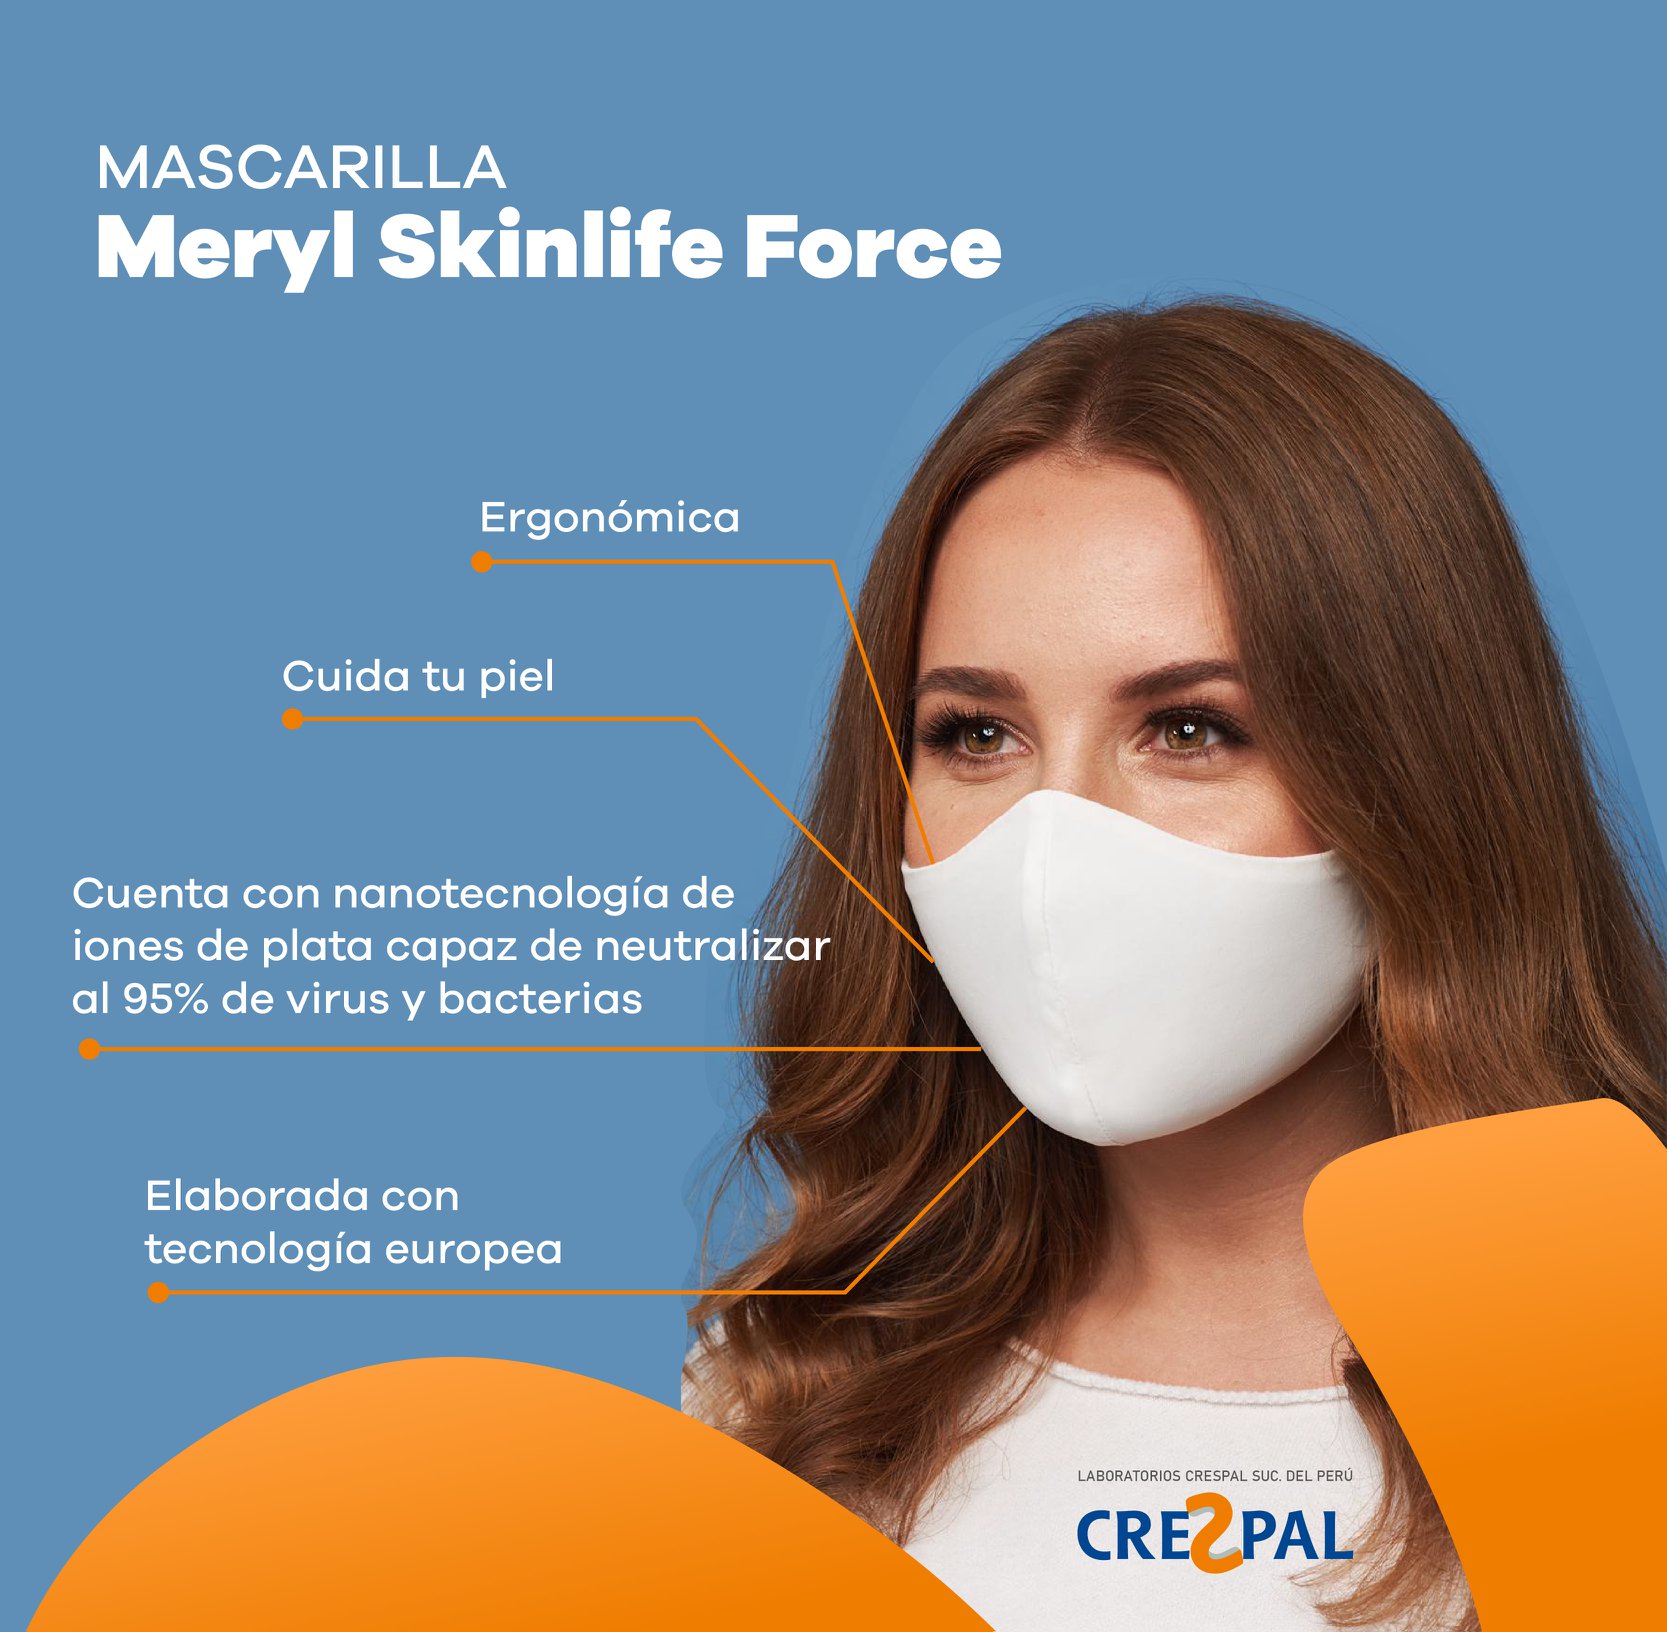 MASCARILLA
Meryl Skinlife Force
Ergonómica
Cuida tu piel
Cuenta con nanotecnología de
iones de plata capaz de neutralizar
al 95% de virus y bacterias
Elaborada con
tecnología europea
LABORATORIOS CRESPAL SUC. DEL PERÚ
CRESPAL